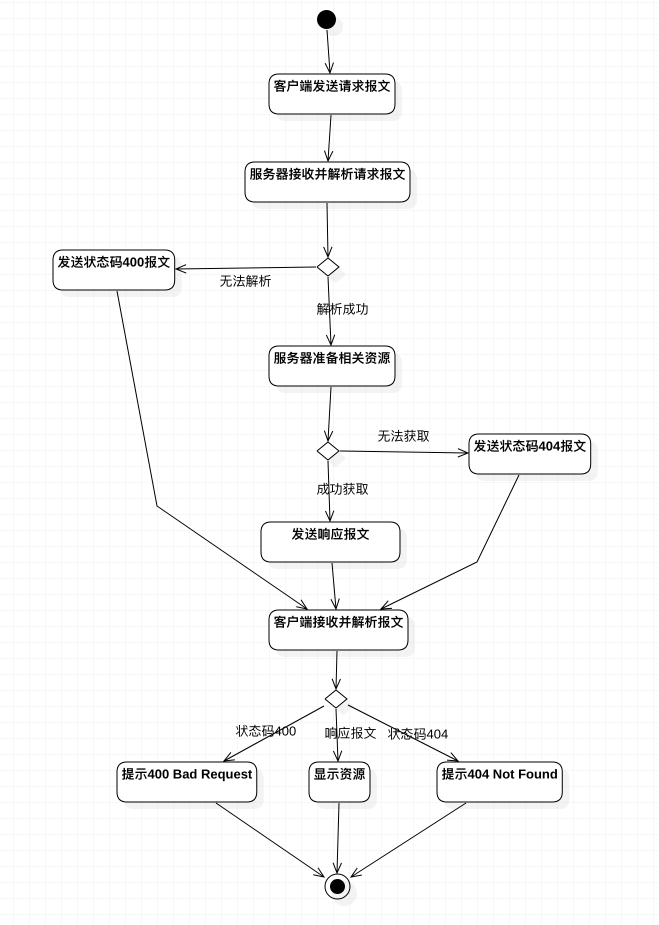 客户端发送请求报文
服务器接收并解析请求报文
发送状态码400报文
无法解析
解析成功
服务器准备相关资源
无法获取
发送状态码404报文
成功获取
发送响应报文
客户端接收并解析报文
状态码400
响应报文
状态码404
提示400 Bad Request
显示资源
提示404 Not Found